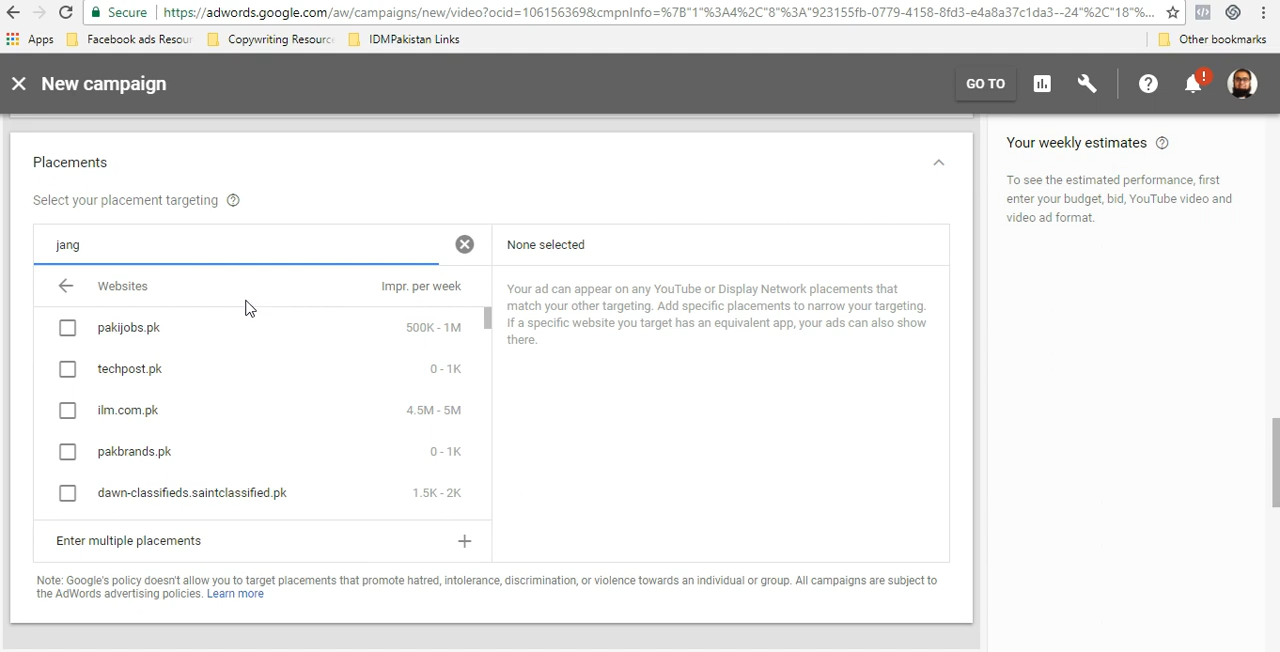 Secure https://adwords.google.com/aw/campaigns/new/video?ocid=106156369&cmpnInfo=%7B"1"%3A4%2C"8"%3A"923155fb-0779-4158-8fd3-e4a8a37c1da3--24"%2C"18"%...
Apps Facebook ads Resou Copywriting Resourc IDMPakistan Links Other bookmarks
New campaign GO TO
Placements
Select your placement targeting
jang
None selected
Websites Impr. per week
pakijobs.pk 500K - 1M
techpost.pk 0 - 1K
ilm.com.pk 4.5M - 5M
pakbrands.pk 0 - 1K
dawn-classifieds.saintclassified.pk 1.5K - 2K
Enter multiple placements
Your ad can appear on any YouTube or Display Network placements that
match your other targeting. Add specific placements to narrow your targeting.
If a specific website you target has an equivalent app, your ads can also show
there.
Note: Google's policy doesn't allow you to target placements that promote hatred, intolerance, discrimination, or violence towards an individual or group. All campaigns are subject to
the AdWords advertising policies. Learn more
Your weekly estimates
To see the estimated performance, first
enter your budget, bid, YouTube video and
video ad format.